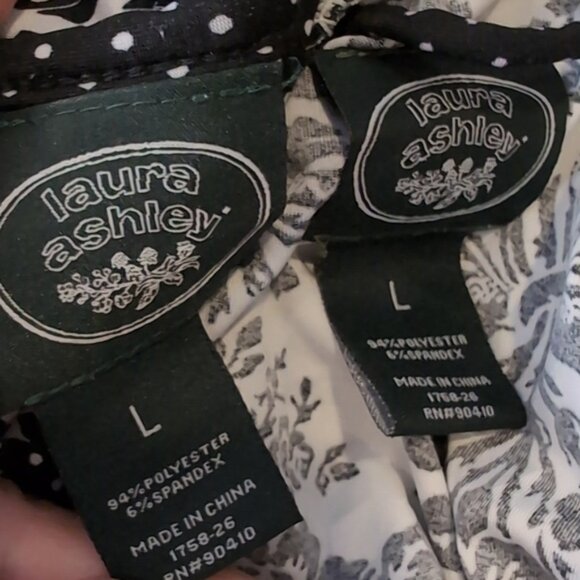 laura
ashley
L
94% POLYESTER
6% SPANDEX
MADE IN CHINA
1758-26
RN#90410
laura
ashley
L
94% POLYESTER
6% SPANDEX
MADE IN CHINA
1758-26
RN#90410